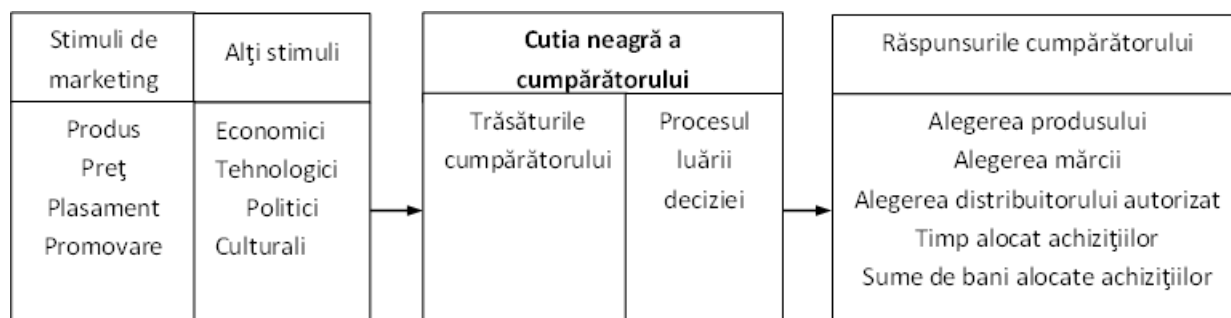 Stimuli de
marketing
Alţi stimuli
Cutia neagră a
cumpărătorului
Răspunsurile cumpărătorului
Produs
Preţ
Plasament
Promovare
Economici
Tehnologici
Politici
Culturali
Trăsăturile
cumpărătorului
Procesul
luării
deciziei
Alegerea produsului
Alegerea mărcii
Alegerea distribuitorului autorizat
Timp alocat achiziţiilor
Sume de bani alocate achiziţiilor